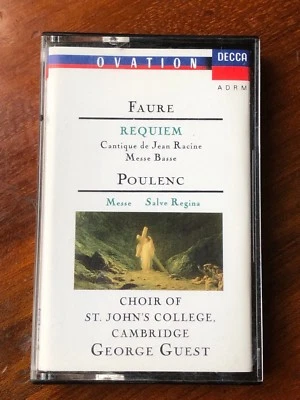 OVATION
DECCA
ADRM
FAURE
REQUIEM
Cantique de Jean Racine
Messe Basse
POULENC
Messe Salve Regina
CHOIR OF
ST. JOHN'S COLLEGE,
CAMBRIDGE
GEORGE GUEST